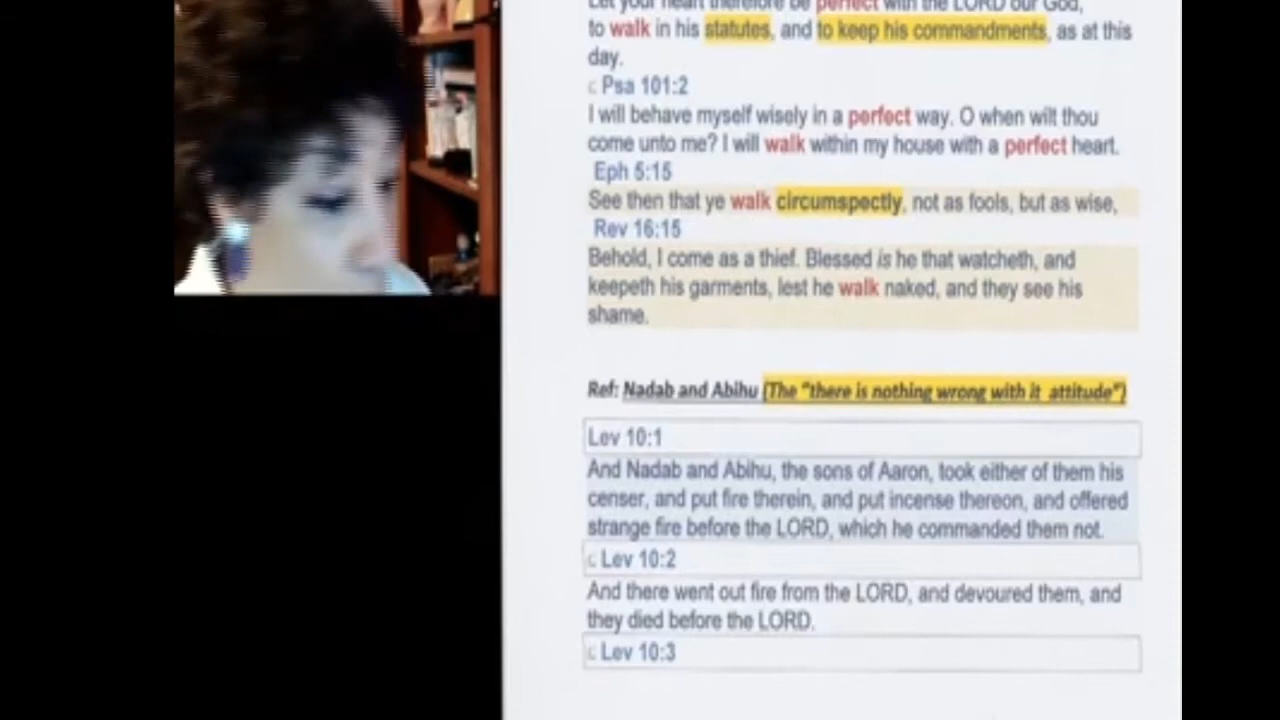 Let your heart therefore be perfect with the LORD our God,
to walk in his statutes, and to keep his commandments, as at this
day.
c Psa 101:2
I will behave myself wisely in a perfect way. O when wilt thou
come unto me? I will walk within my house with a perfect heart.
Eph 5:15
See then that ye walk circumspectly, not as fools, but as wise,
Rev 16:15
Behold, I come as a thief. Blessed is he that watcheth, and
keepeth his garments, lest he walk naked, and they see his
shame.
Ref: Nadab and Abihu (The "there is nothing wrong with it attitude")
Lev 10:1
And Nadab and Abihu, the sons of Aaron, took either of them his
censer, and put fire therein, and put incense thereon, and offered
strange fire before the LORD, which he commanded them not.
c Lev 10:2
And there went out fire from the LORD, and devoured them, and
they died before the LORD.
c Lev 10:3